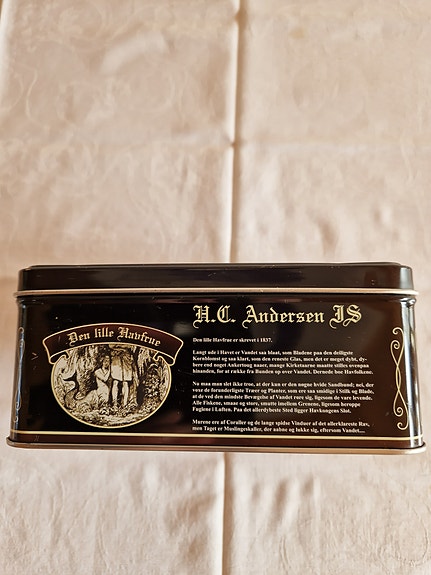 Den lille Havfrue
H.C. Andersen IS
Den lille Havfrue er skrevet i 1837.
Langt ude i Havet er Vandet saa blaat, som Bladene paa den deiligste
Kornblomst og saa klart, som den reneste Glas, men det er meget dybt, dy-
bere end noget Ankertoug naaer, mange Kirketaarne maatte stilles ovenpaa
hinanden, for at række fra Bunden op over Vandet. Dernede boe Havfolkene.
Nu maa man slet ikke troe, at der kun er den nøgne hvide Sandbund; nei, der
voxe de forunderligste Træer og Planter, som ere saa smidige i Stilk og Blade,
at de ved den mindste Bevægelse af Vandet røre sig, ligesom de vare levende.
Alle Fiskene, smaae og store, smutte imellem Grenene, ligesom heroppe
Fuglene i Luften. Paa det allerdybeste Sted ligger Havkongens Slot.
Murene ere af Coraller og de lange spidse Vinduer af det allerklareste Rav,
men Taget er Muslingeskaller, der aabne og lukke sig, eftersom Vandet....